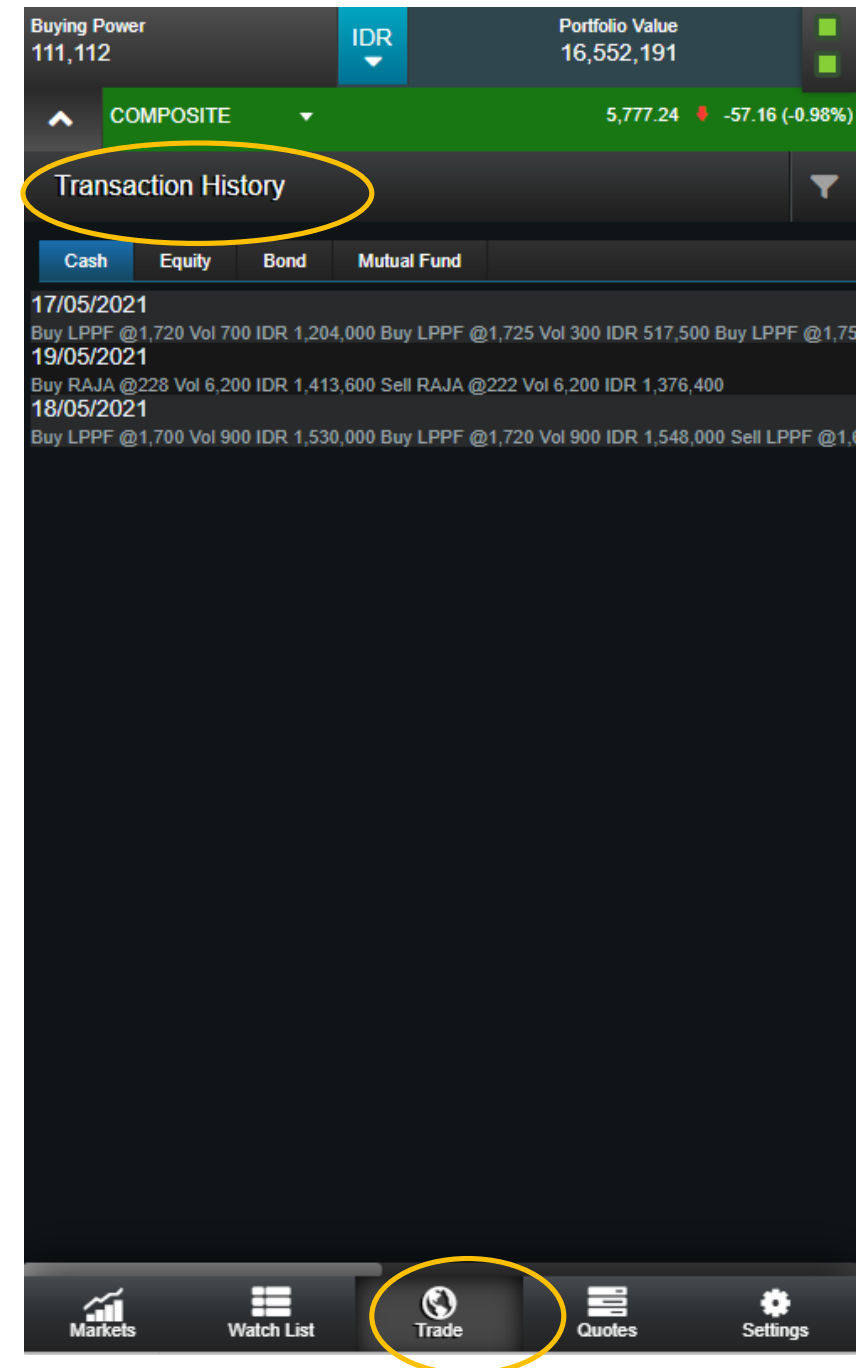 Buying Power
111,112
IDR
Portfolio Value
16,552,191
COMPOSITE
5,777.24 -57.16 (-0.98%)
Transaction History
Cash Equity Bond Mutual Fund
17/05/2021
Buy LPPF @1,720 Vol 700 IDR 1,204,000 Buy LPPF @1,725 Vol 300 IDR 517,500 Buy LPPF
19/05/2021
Buy RAJA @228 Vol 6,200 IDR 1,413,600 Sell RAJA @222 Vol 6,200 IDR 1,376,400
18/05/2021
Buy LPPF @1,700 Vol 900 IDR 1,530,000 Buy LPPF @1,720 Vol 900 IDR 1,548,000 Sell LPPF
Markets Watch List Trade Quotes Settings